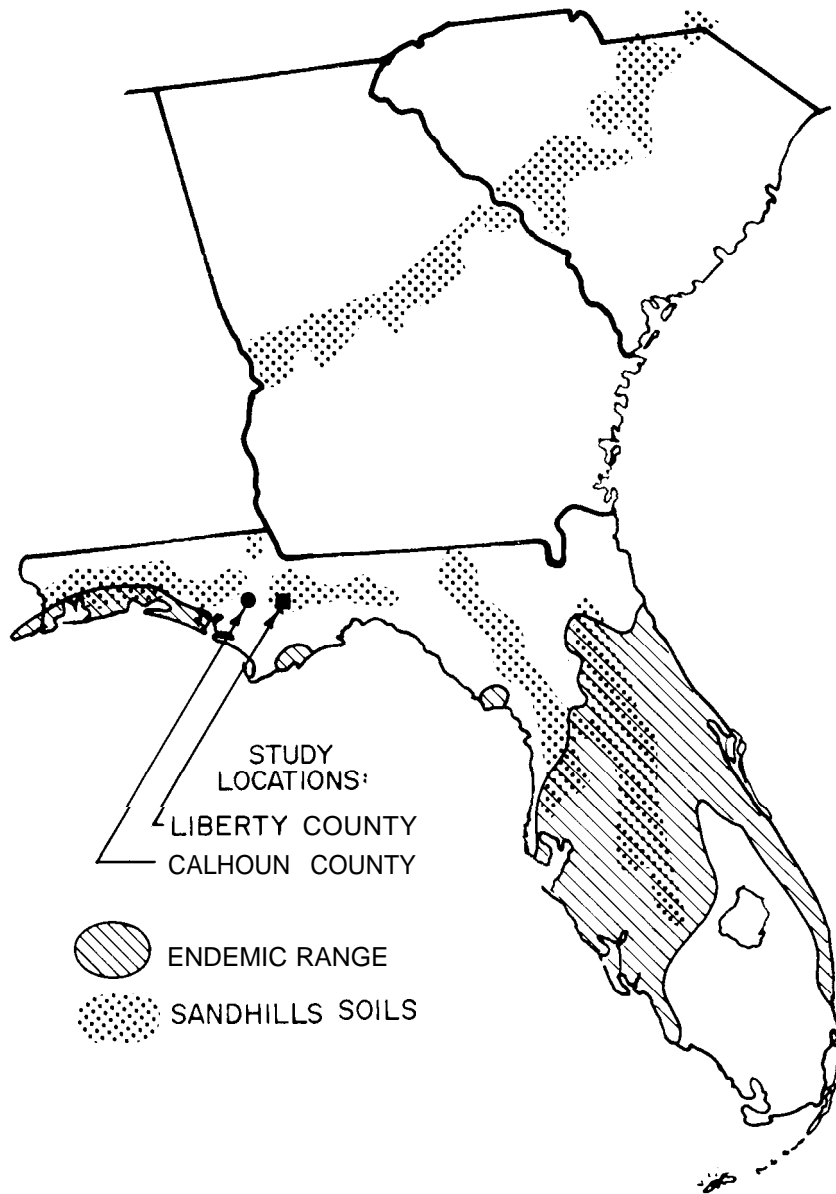 STUDY
LOCATIONS:
LIBERTY COUNTY
CALHOUN COUNTY
ENDEMIC RANGE
SANDHILLS SOILS